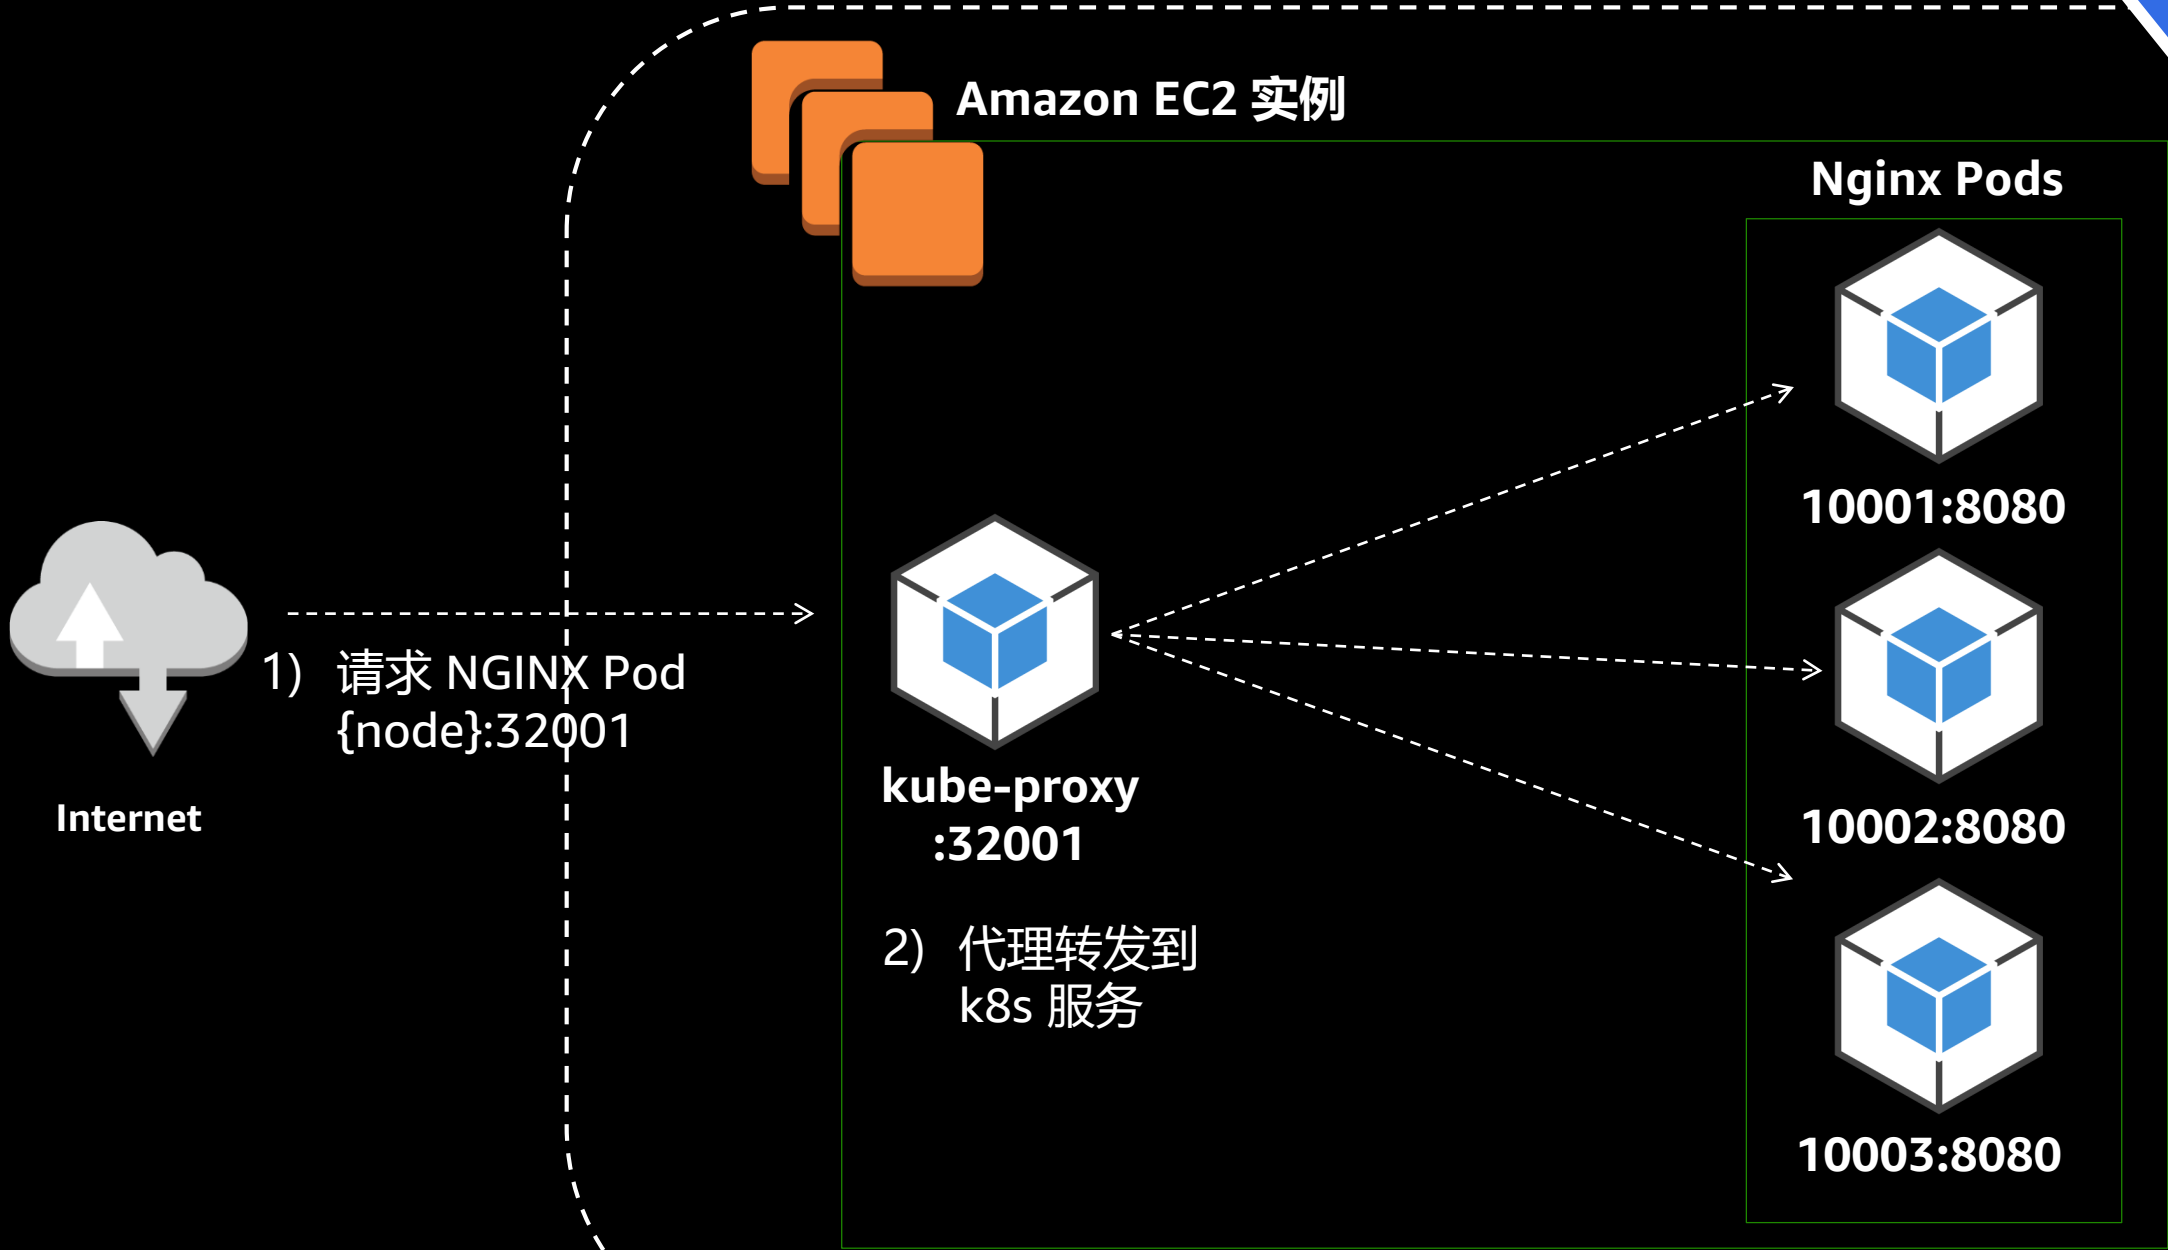 Amazon EC2 实例
Nginx Pods
10001:8080
1) 请求 NGINX Pod
{node}:32001
Internet
kube-proxy
:32001
10002:8080
2) 代理转发到
k8s 服务
10003:8080